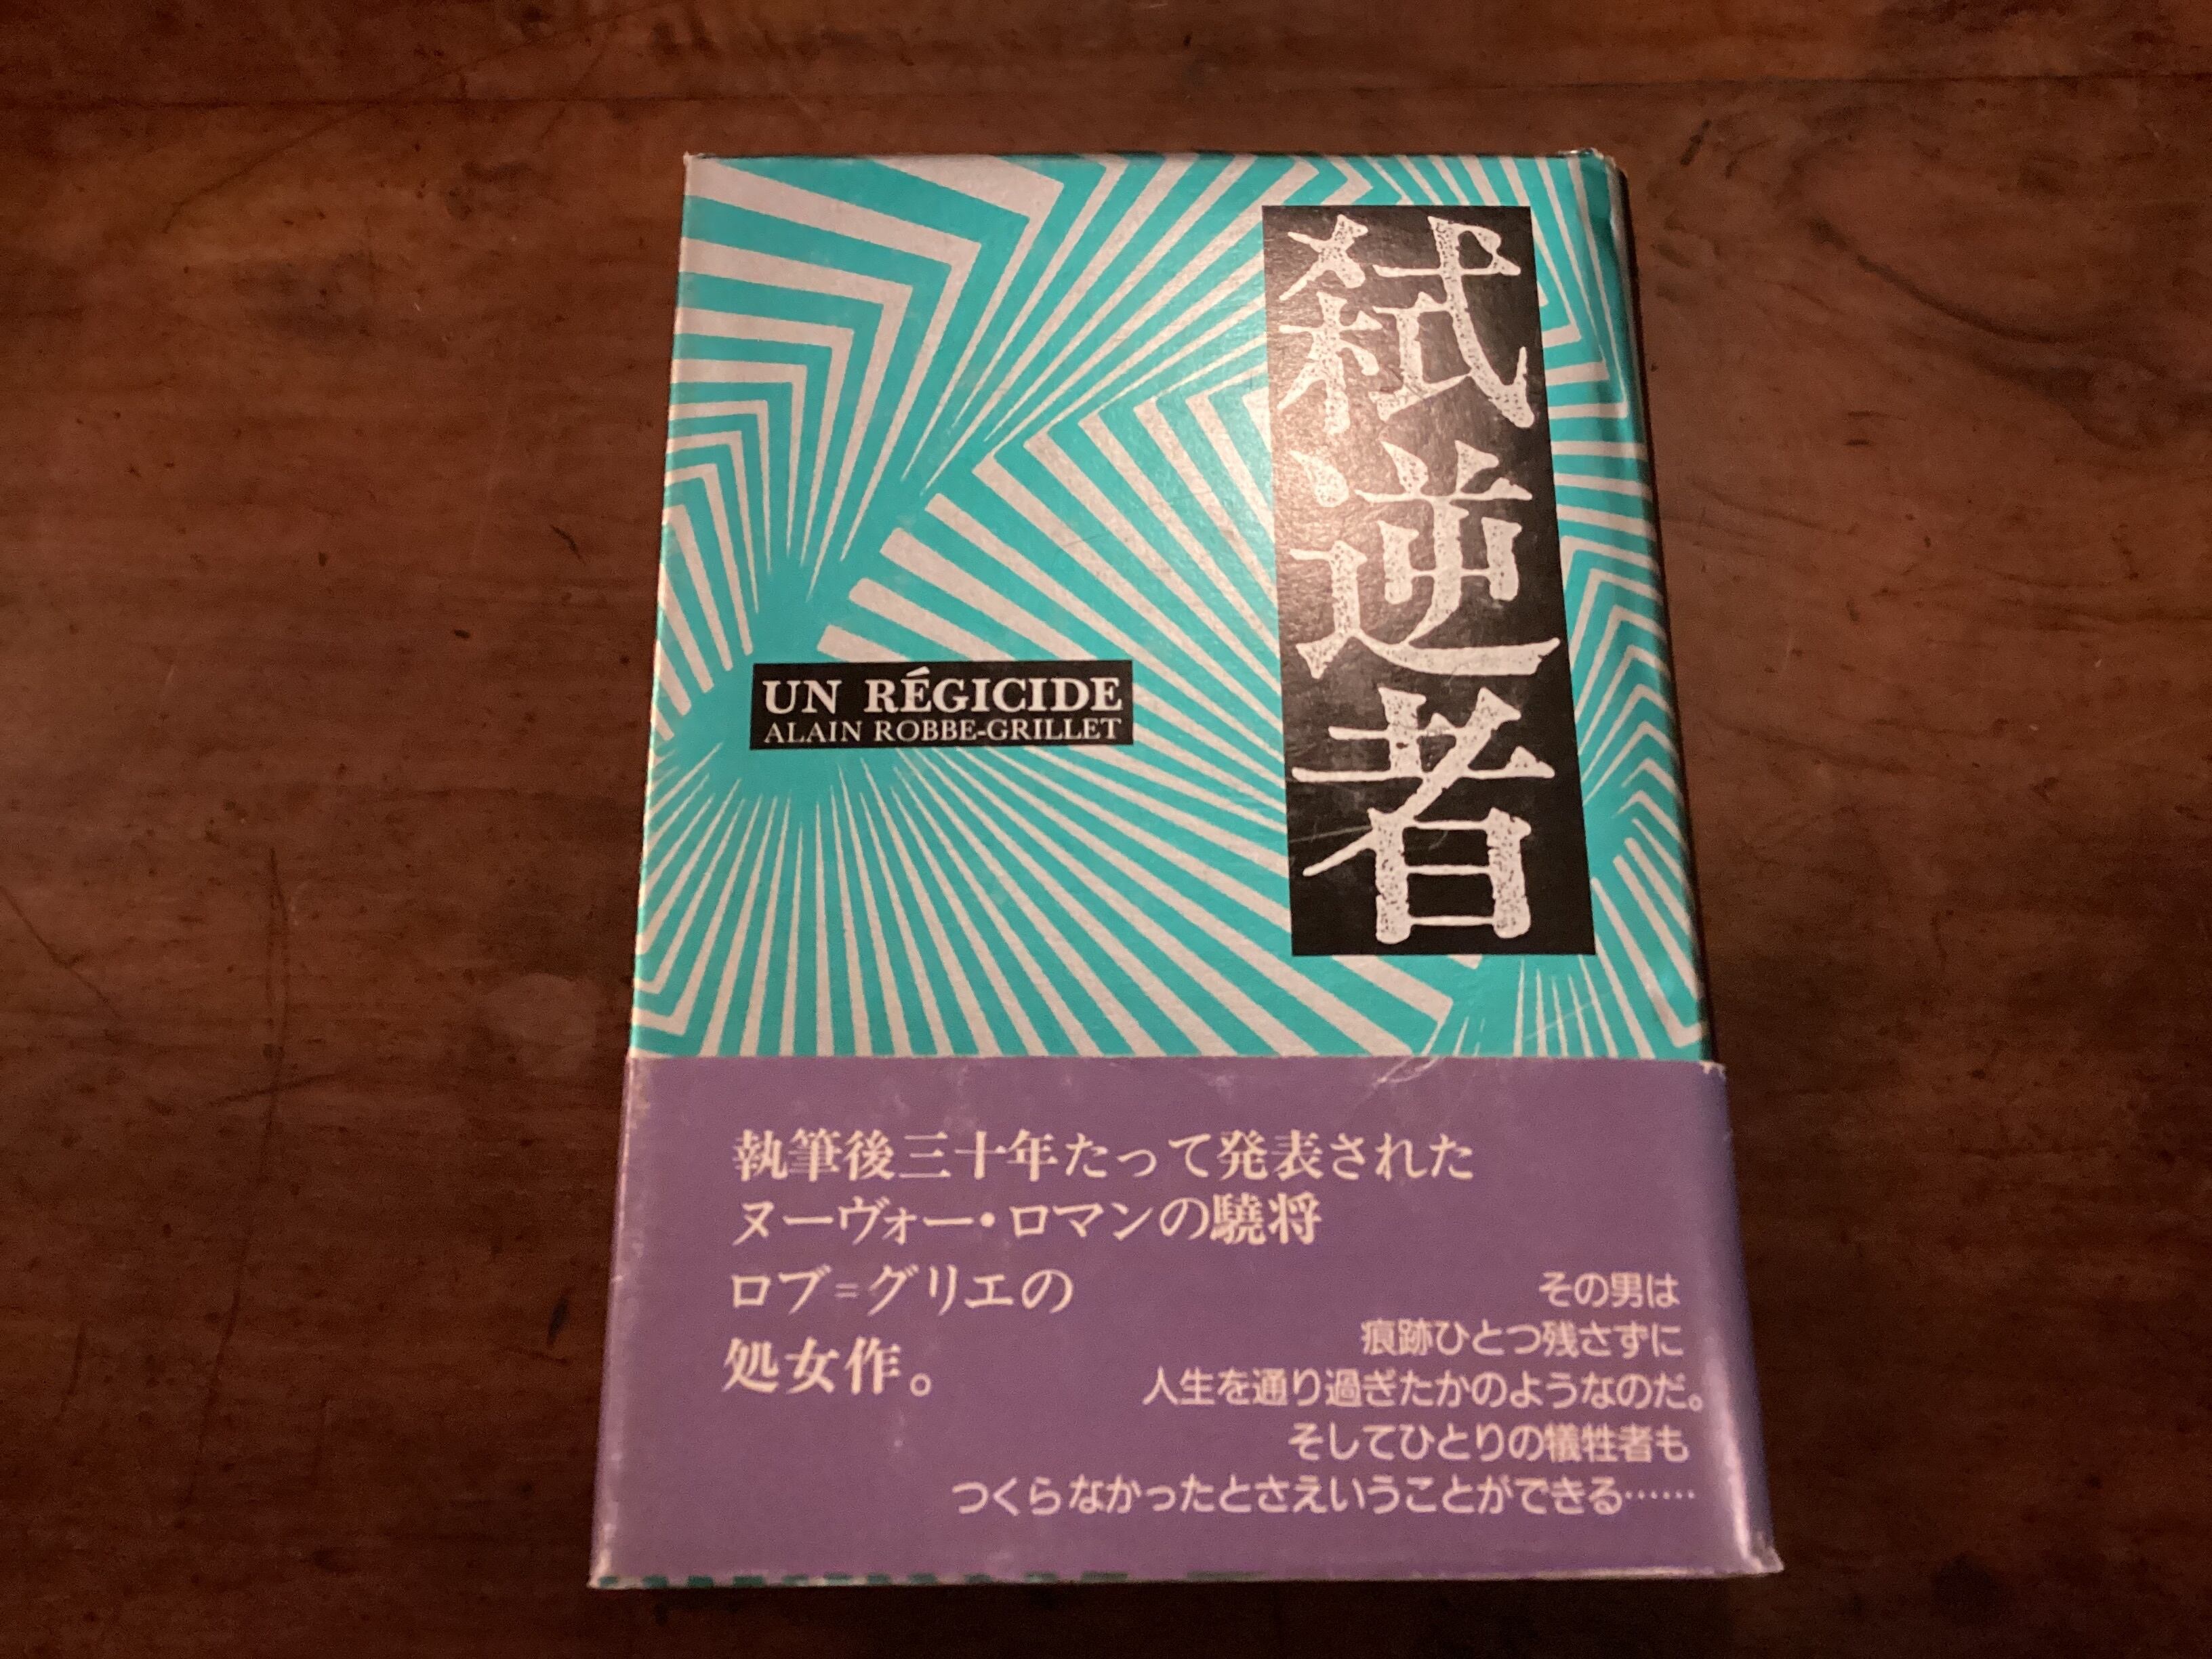 弑逆者
UN RÉGICIDE
ALAIN ROBBE-GRILLET
執筆後三十年たって発表された
ヌーヴォー・ロマンの驍将
ロブ=グリエの
処女作。
その男は
痕跡ひとつ残さずに
人生を通り過ぎたかのようなのだ。
そしてひとりの犠牲者も
つくらなかったとさえいうことができる……